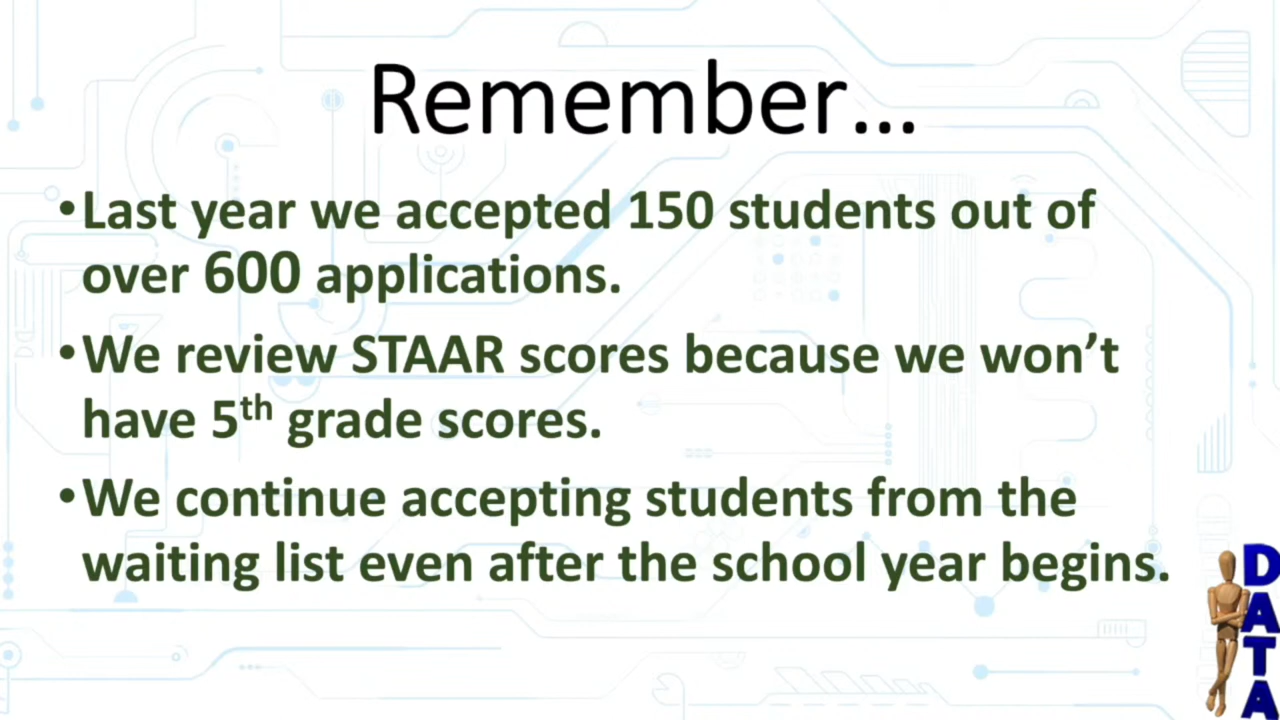 Remember...
•Last year we accepted 150 students out of
over 600 applications.
•We review STAAR scores because we won’t
have 5th grade scores.
•We continue accepting students from the
waiting list even after the school year begins.
DATA